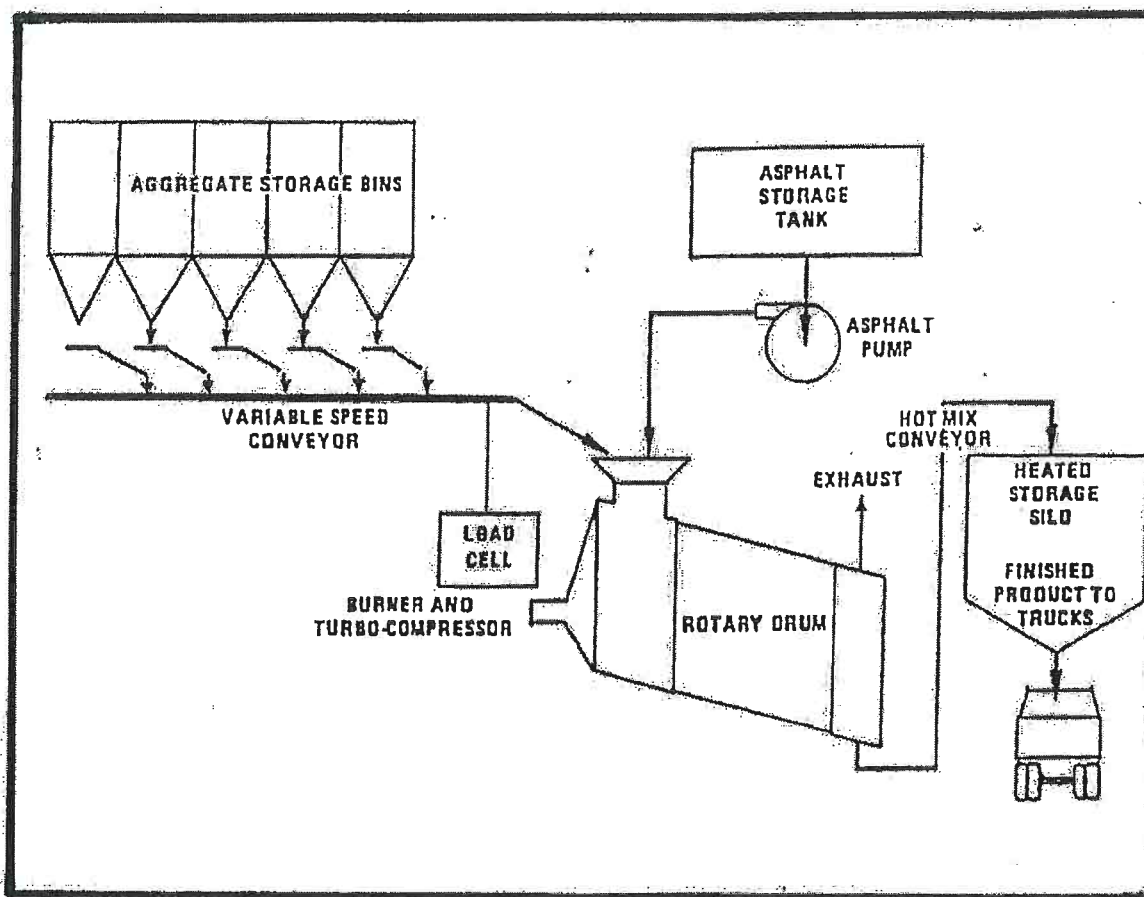 AGGREGATE STORAGE BINS
ASPHALT
STORAGE
TANK
ASPHALT
PUMP
VARIABLE SPEED
CONVEYOR
HOT MIX
CONVEYOR
EXHAUST
HEATED
STORAGE
SILO
LOAD
CELL
FINISHED
PRODUCT TO
TRUCKS
BURNER AND
TURBO-COMPRESSOR
ROTARY DRUM